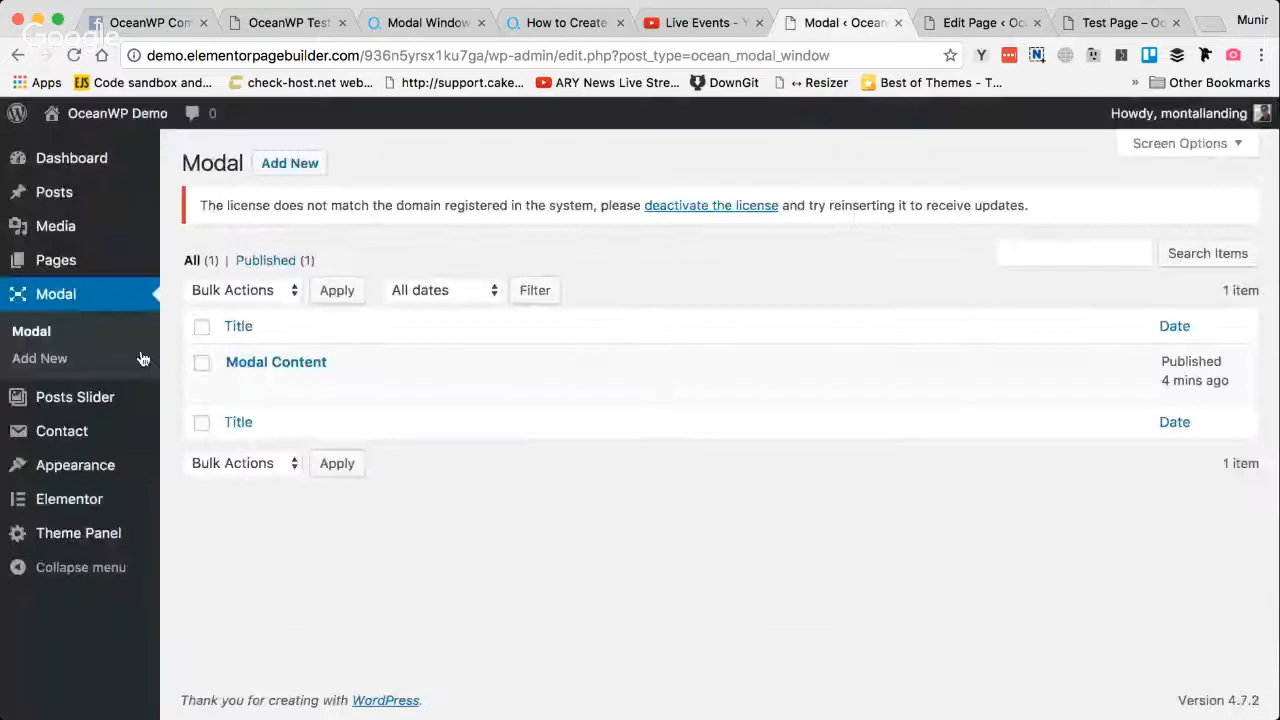 OceanWP Com
OceanWP Test
Modal Window
How to Create
Live Events - Y
Modal ‹ Ocean
Edit Page ‹ Oc
Test Page – Oc
Munir
Google
demo.elementorpagebuilder.com/936n5yrsx1ku7ga/wp-admin/edit.php?post_type=ocean_modal_window
Apps
EJS Code sandbox and...
check-host.net web...
http://support.cake...
ARY News Live Stre...
DownGit
↔ Resizer
Best of Themes - T...
» Other Bookmarks
OceanWP Demo
0
Howdy, montallanding
Dashboard
Posts
Media
Pages
Modal
Modal
Add New
Posts Slider
Contact
Appearance
Elementor
Theme Panel
Collapse menu
Screen Options
Modal Add New
The license does not match the domain registered in the system, please deactivate the license and try reinserting it to receive updates.
All (1) | Published (1)
Search Items
Bulk Actions Apply All dates Filter 1 item
Title Date
Modal Content Published
4 mins ago
Title Date
Bulk Actions Apply 1 item
Thank you for creating with WordPress. Version 4.7.2